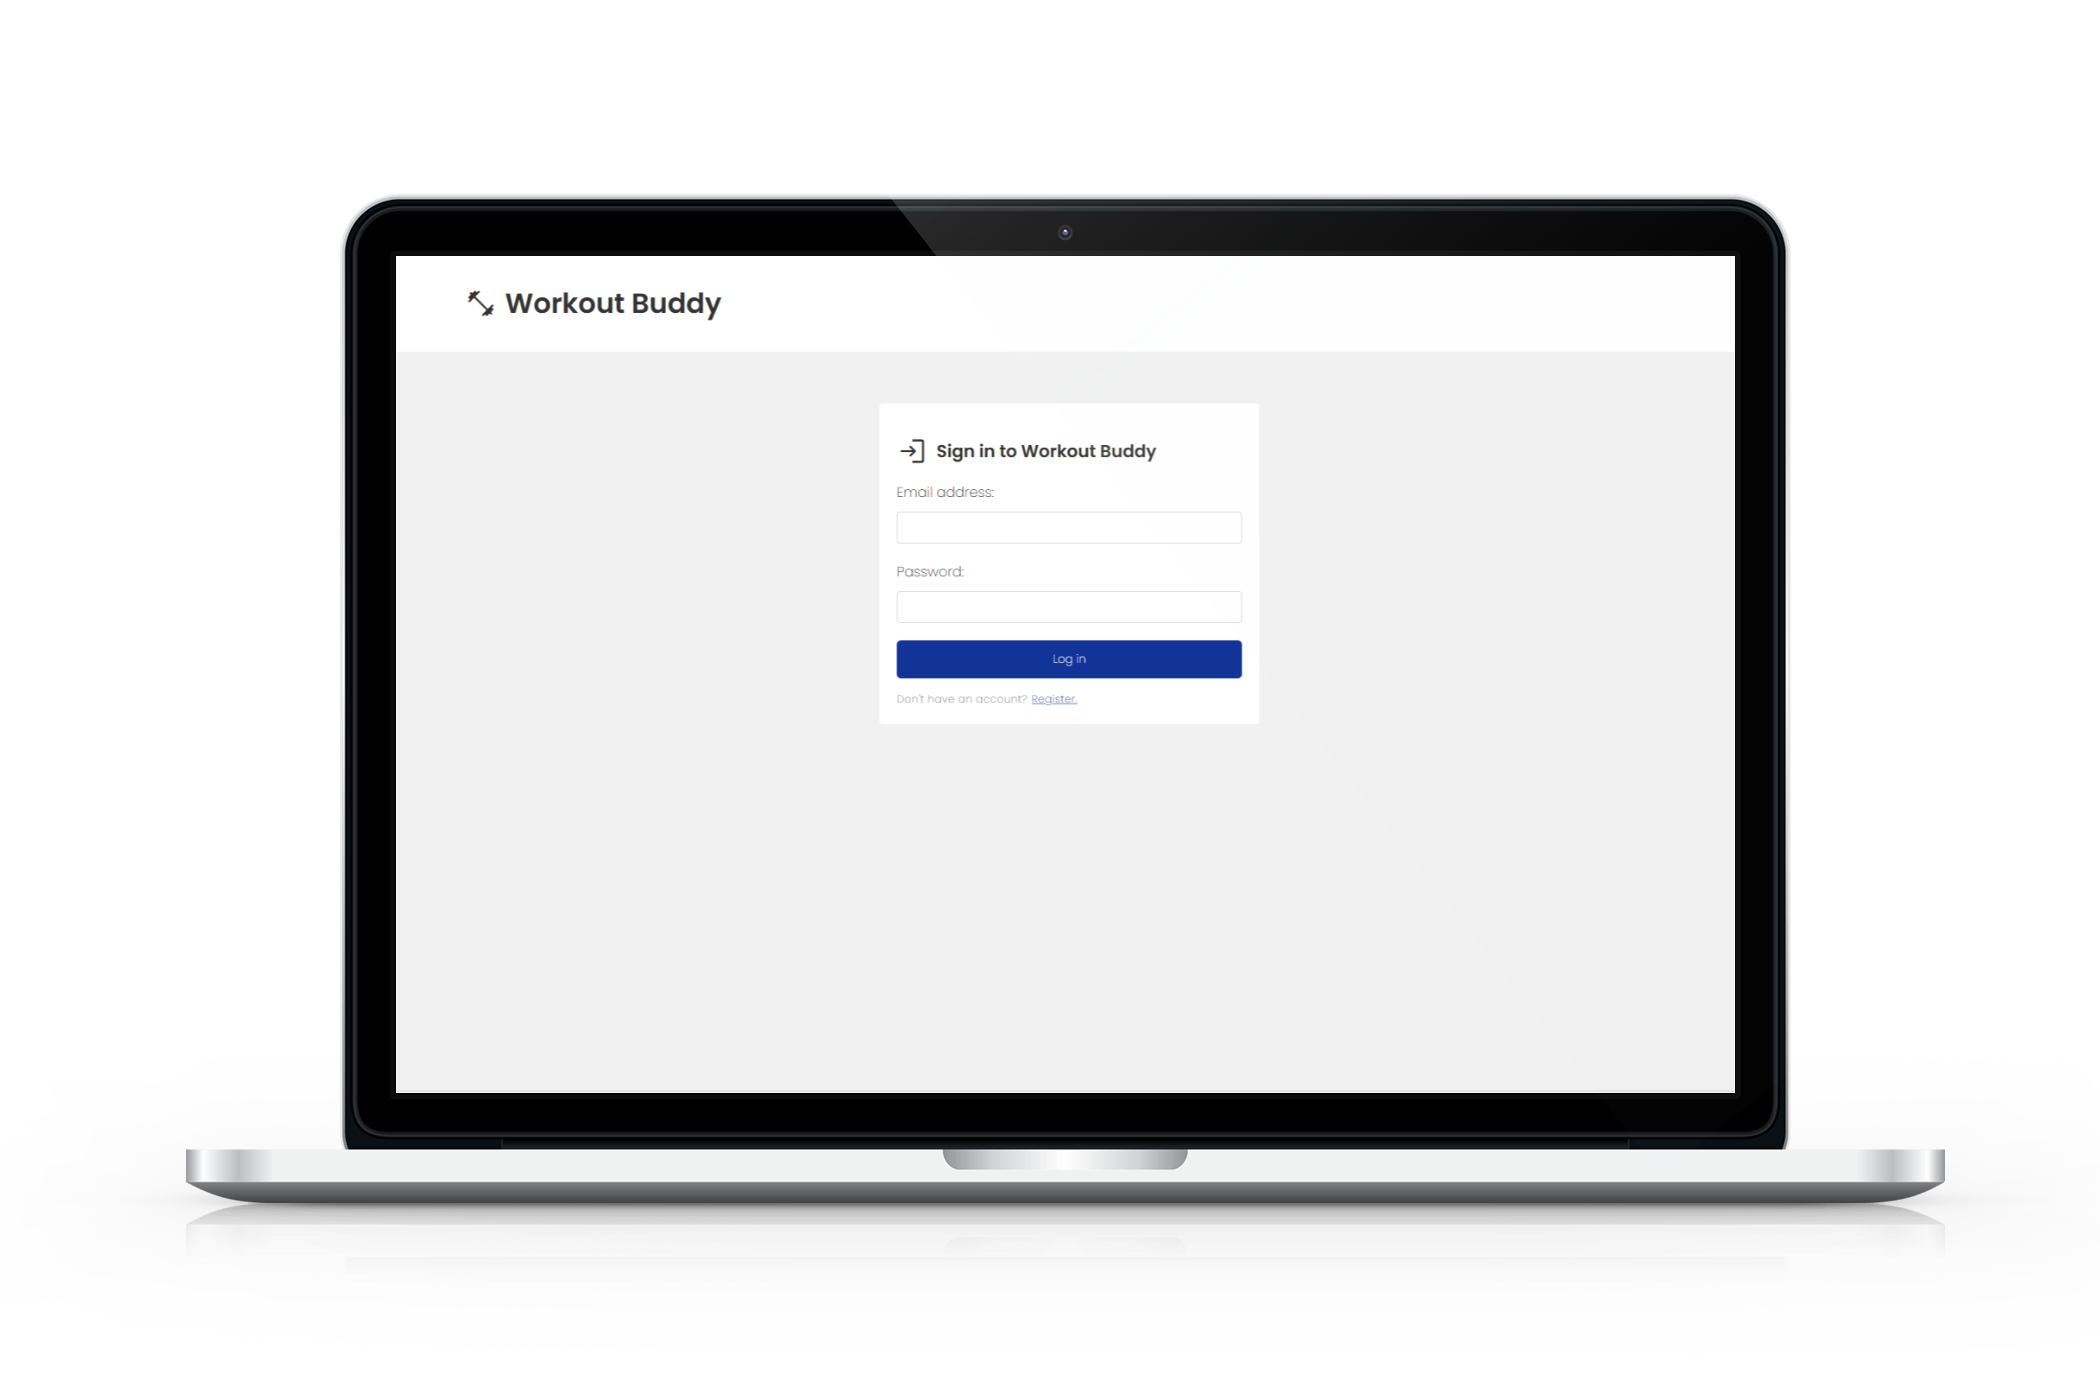 Workout Buddy
Sign in to Workout Buddy
Email address:
Password:
Log in
Don't have an account? Register.